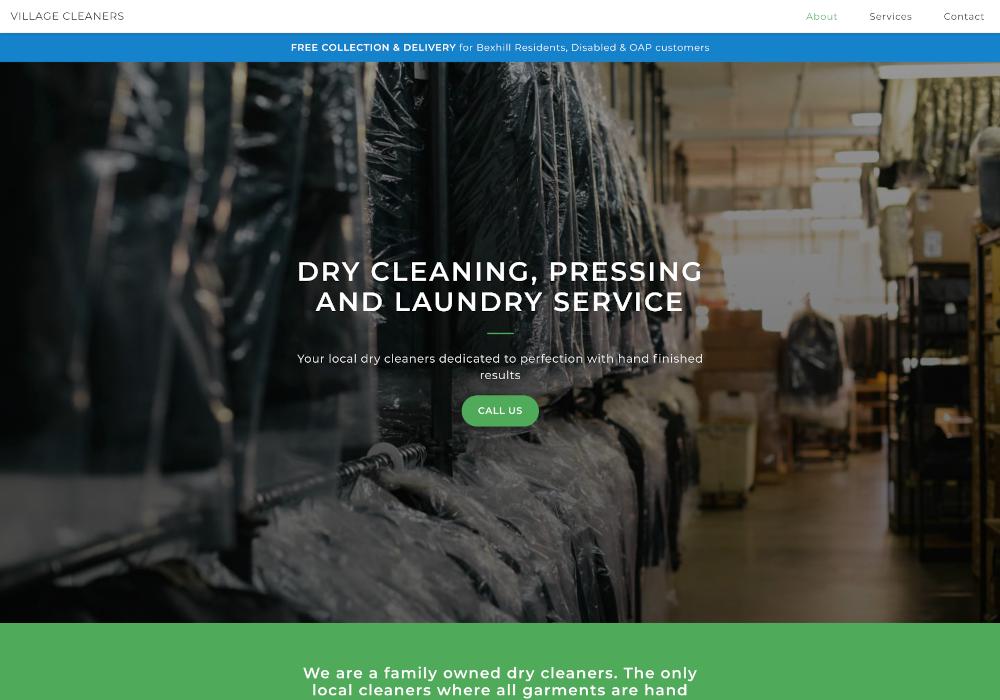 VILLAGE CLEANERS
About Services Contact
FREE COLLECTION & DELIVERY for Bexhill Residents, Disabled & OAP customers
DRY CLEANING, PRESSING
AND LAUNDRY SERVICE
Your local dry cleaners dedicated to perfection with hand finished
results
CALL US
We are a family owned dry cleaners. The only
local cleaners where all garments are hand